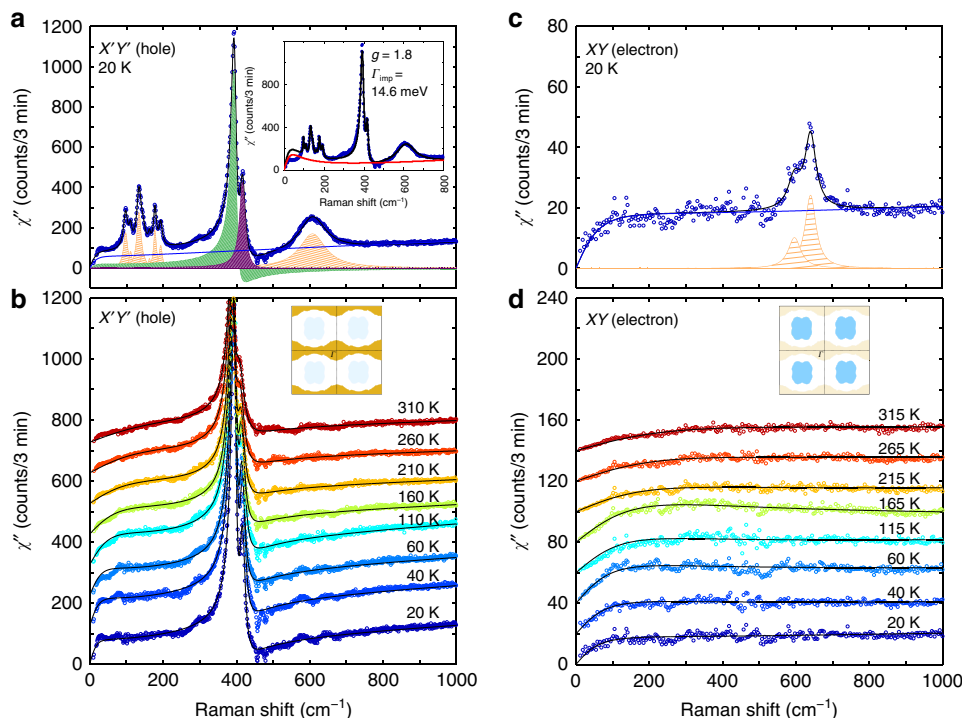 a
X′Y′ (hole)
20 K
χ″ (counts/3 min)
1200
1000
800
600
400
200
0
g = 1.8
Γimp =
14.6 meV
χ″ (counts/3 min)
1000
400
0
0
400
600
800
Raman shift (cm−1)
b
X′Y′ (hole)
χ″ (counts/3 min)
1200
1000
800
600
400
200
0
Γ
310 K
260 K
210 K
160 K
110 K
60 K
40 K
20 K
0 200 400 600 800 1000
Raman shift (cm−1)
c
XY (electron)
20 K
χ″ (counts/3 min)
80
60
40
20
0
d
XY (electron)
χ″ (counts/3 min)
240
200
160
120
80
40
0
Γ
315 K
265 K
215 K
165 K
115 K
60 K
40 K
20 K
0 200 400 600 800 1000
Raman shift (cm−1)